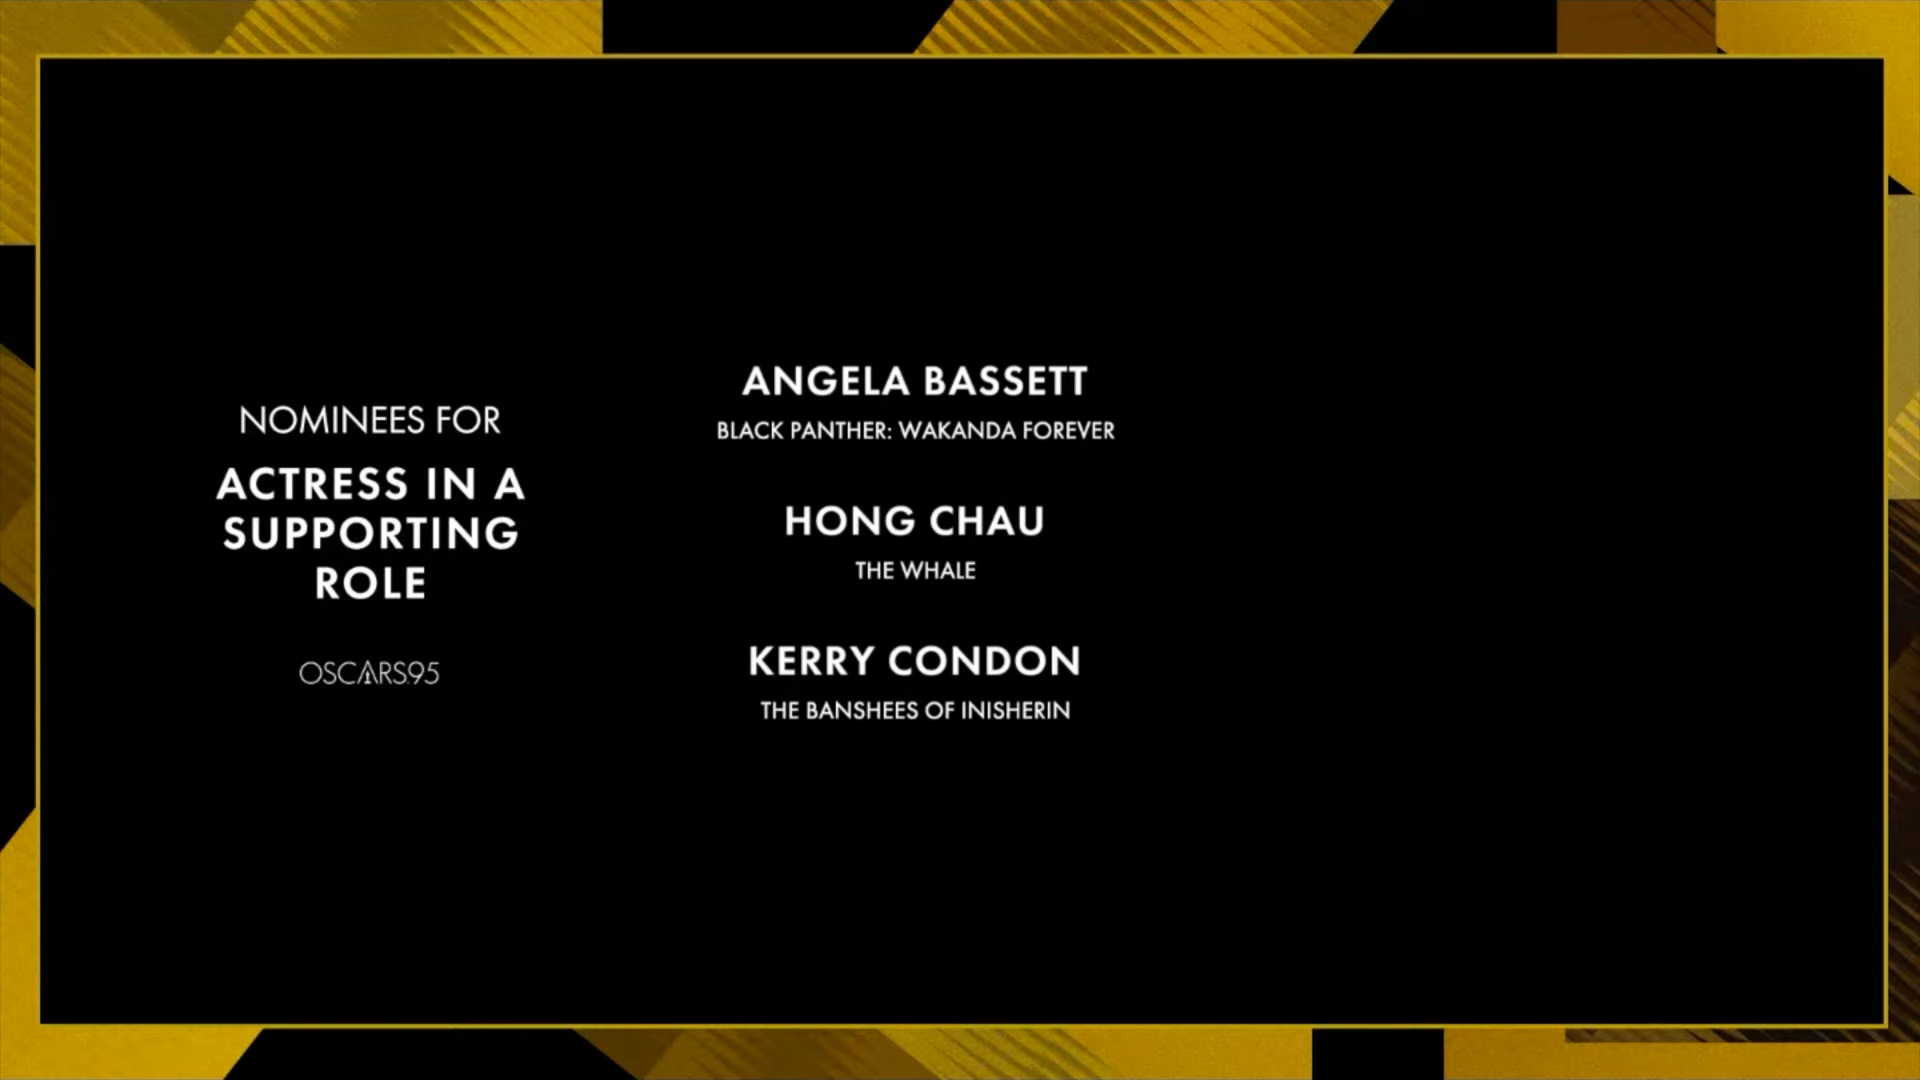 NOMINEES FOR
ACTRESS IN A
SUPPORTING
ROLE
OSCARS95
ANGELA BASSETT
BLACK PANTHER: WAKANDA FOREVER
HONG CHAU
THE WHALE
KERRY CONDON
THE BANSHEES OF INISHERIN